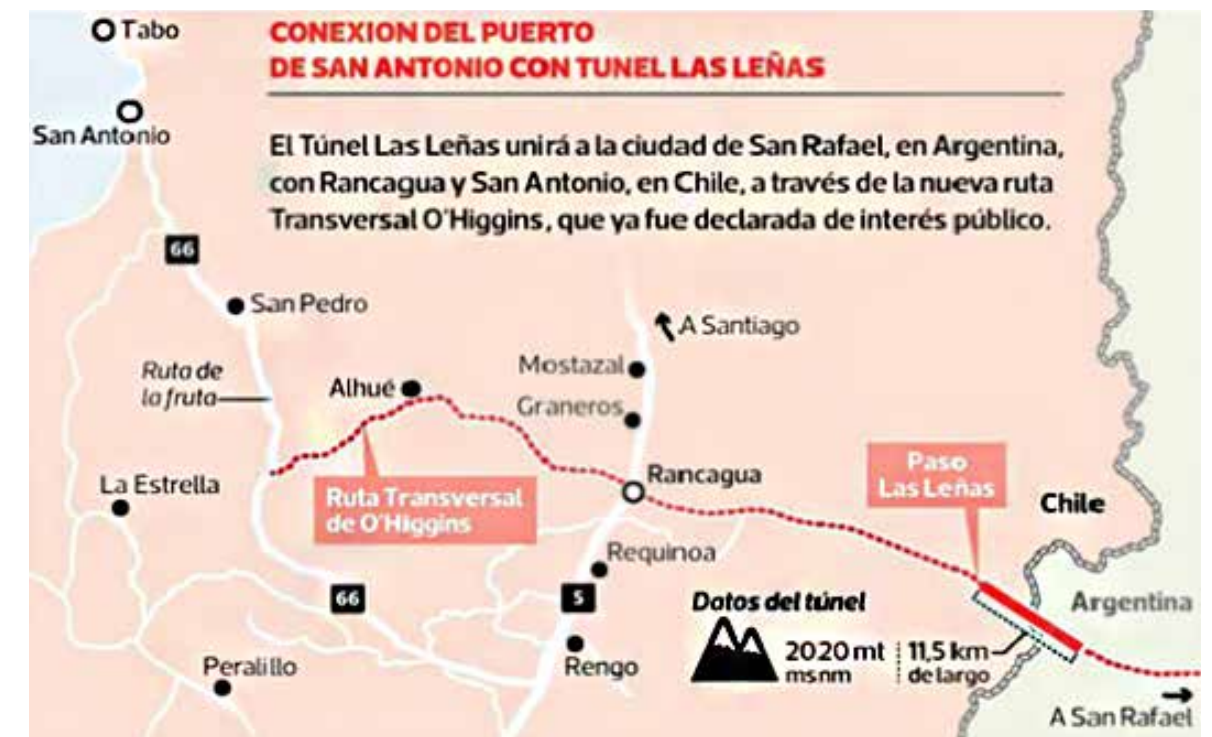 Tabo
CONEXION DEL PUERTO
DE SAN ANTONIO CON TUNEL LAS LEÑAS
San Antonio
El Túnel Las Leñas unirá a la ciudad de San Rafael, en Argentina,
con Rancagua y San Antonio, en Chile, a través de la nueva ruta
Transversal O'Higgins, que ya fue declarada de interés público.
66
San Pedro
A Santiago
Ruta de
la fruta
Mostazal
Alhué
Graneros
Paso
Las Leñas
Rancagua
La Estrella
Ruta Transversal
de O'Higgins
Chile
Requinoa
66
5
Datos del túnel
Argentina
2020 mt
msnm
11,5 km
de largo
Peralillo
Rengo
A San Rafael